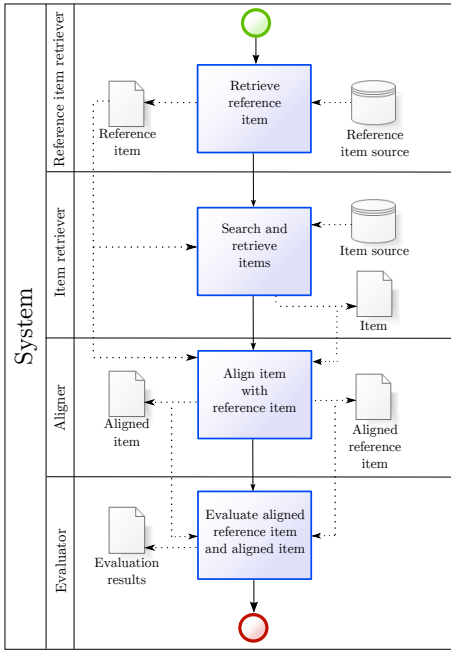 System
Reference item retriever
Retrieve
reference
item
Reference
item
Reference
item source
Item retriever
Search and
retrieve
items
Item source
Item
Aligner
Align item
with
reference item
Aligned
item
Aligned
reference
item
Evaluator
Evaluate aligned
reference item
and aligned item
Evaluation
results